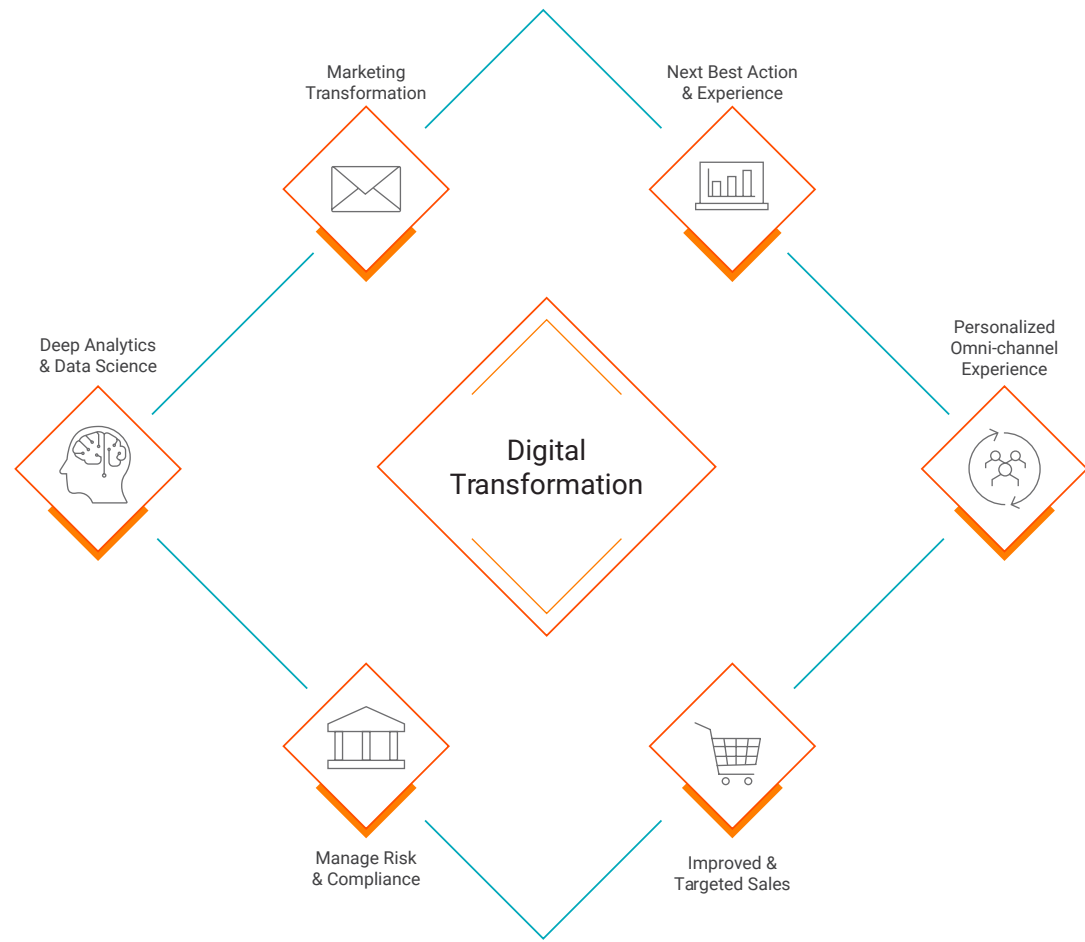 Marketing
Transformation
Next Best Action
& Experience
Deep Analytics
& Data Science
Personalized
Omni-channel
Experience
Digital
Transformation
Manage Risk
& Compliance
Improved &
Targeted Sales